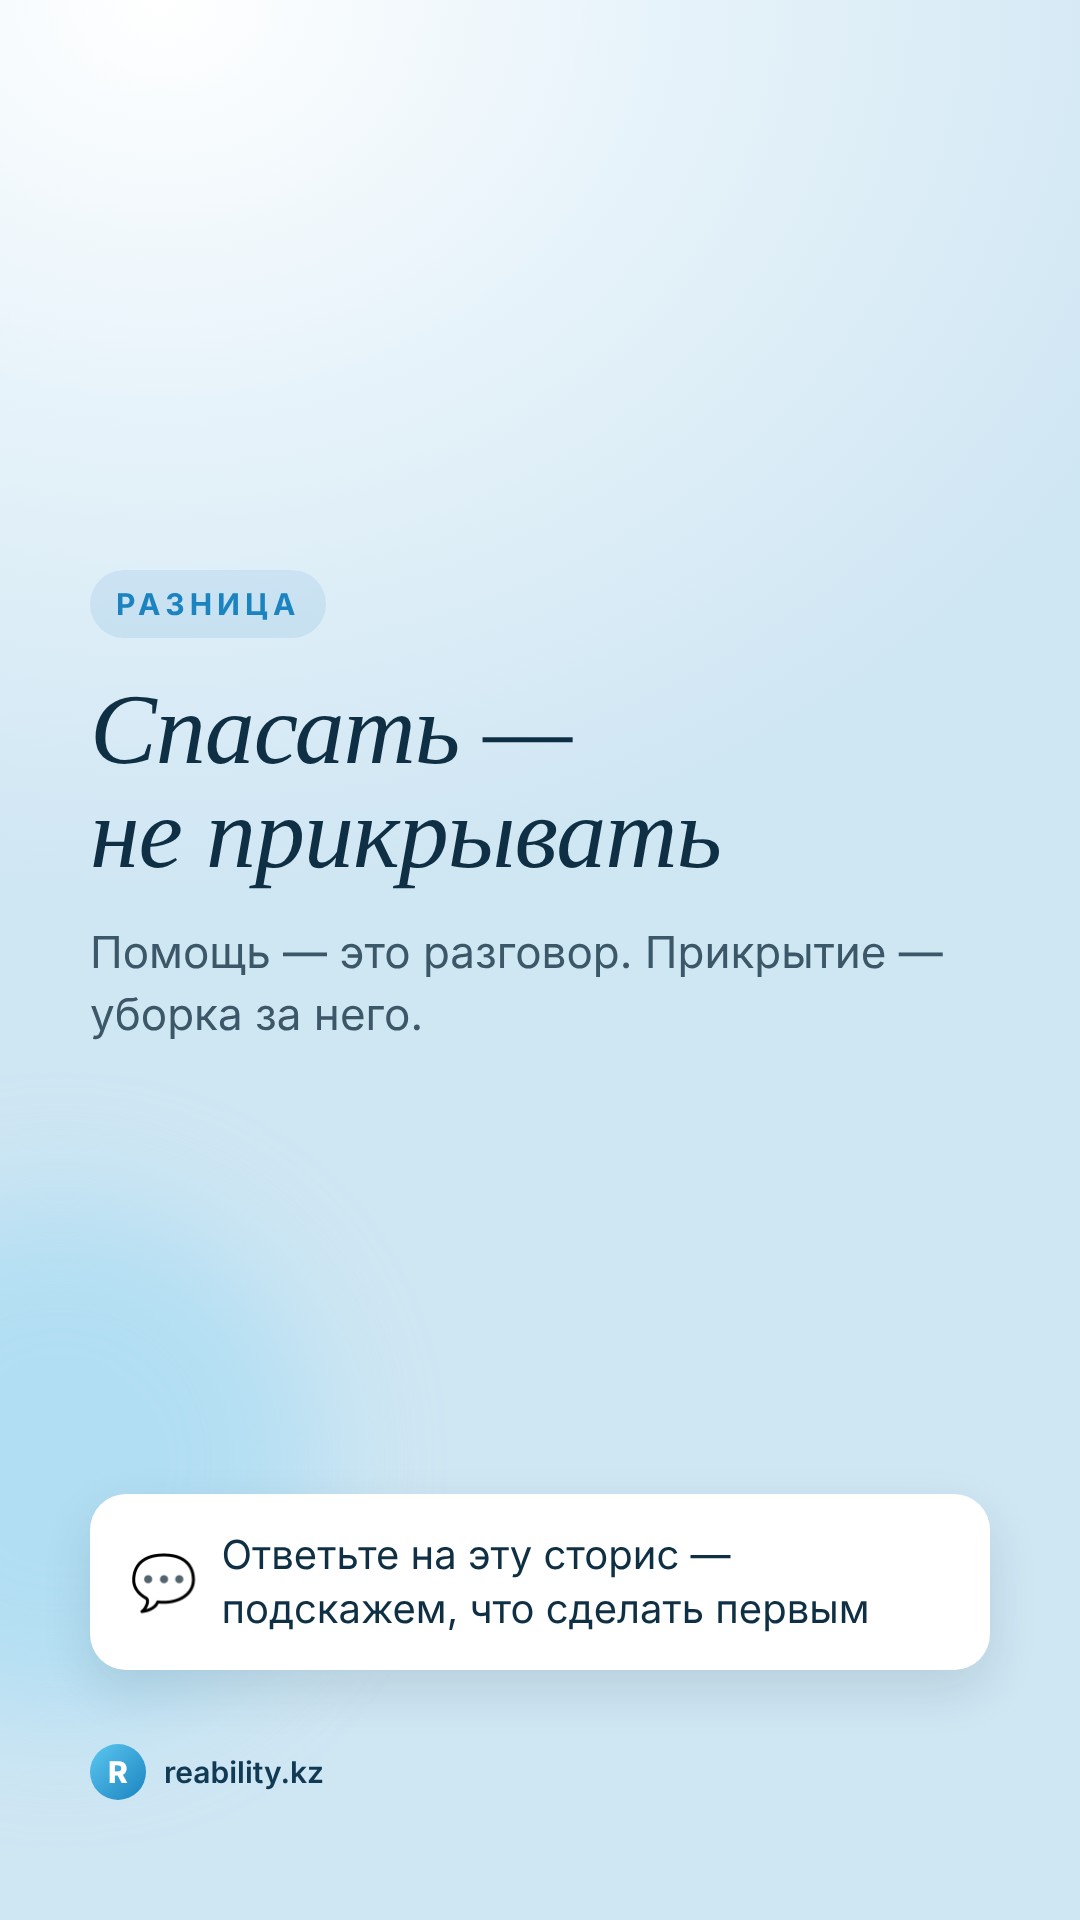 РАЗНИЦА
Спасать —
не прикрывать
Помощь — это разговор. Прикрытие —
уборка за него.
Ответьте на эту сторис —
подскажем, что сделать первым
R reability.kz